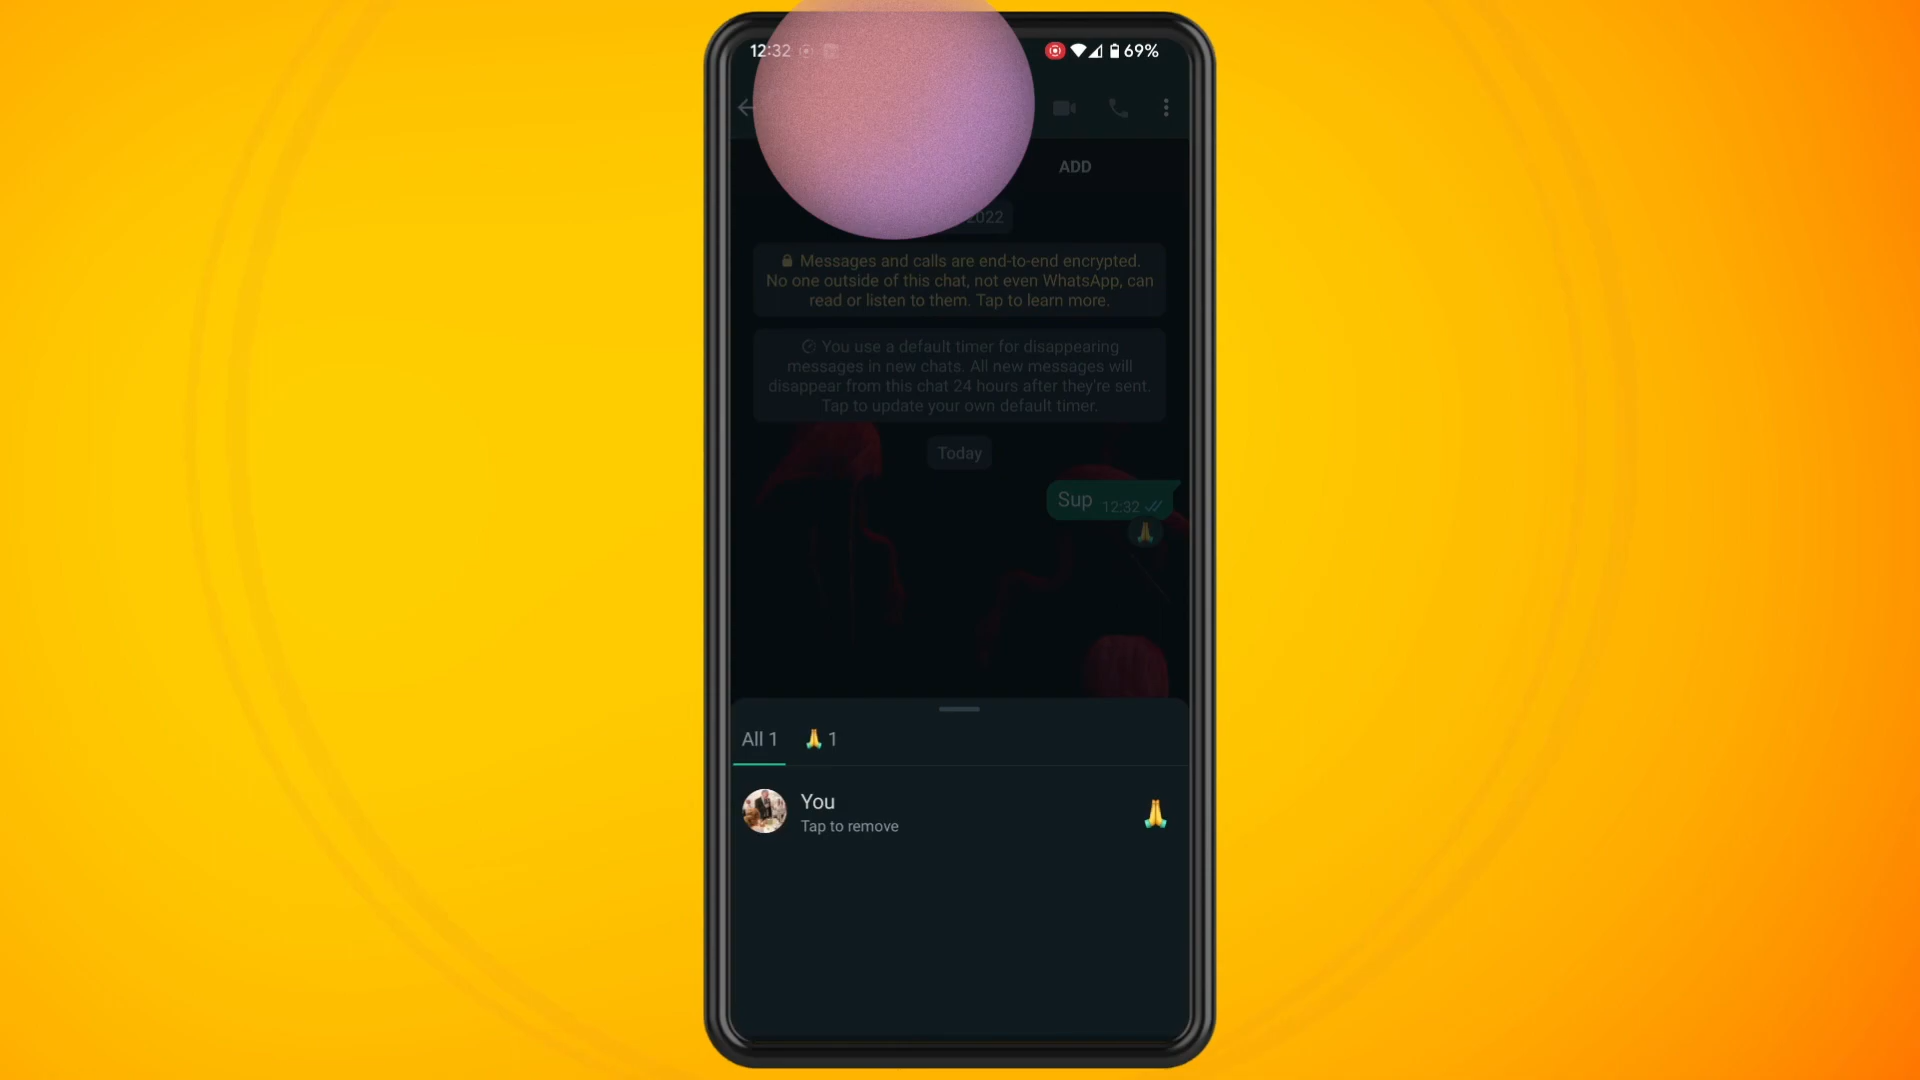 12:32
69%
ADD
2022
Messages and calls are end-to-end encrypted.
No one outside of this chat, not even WhatsApp, can
read or listen to them. Tap to learn more.
You use a default timer for disappearing
messages in new chats. All new messages will
disappear from this chat 24 hours after they're sent.
Tap to update your own default timer.
Today
Sup 12:32
All 1 🙏 1
You
Tap to remove